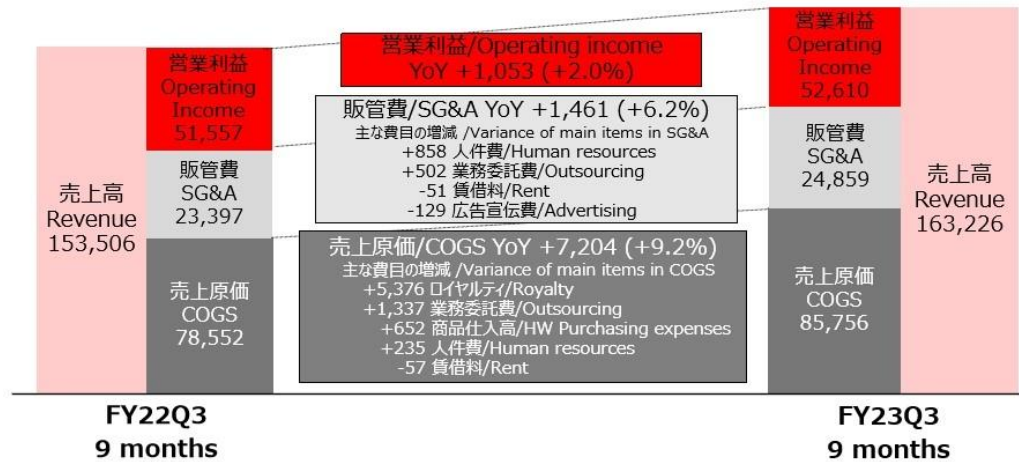 売上高
Revenue
153,506
営業利益
Operating
Income
51,557
販管費
SG&A
23,397
売上原価
COGS
78,552
FY22Q3
9 months
営業利益/Operating income
YoY +1,053 (+2.0%)
販管費/SG&A YoY +1,461 (+6.2%)
主な費目の増減 /Variance of main items in SG&A
+858 人件費/Human resources
+502 業務委託費/Outsourcing
-51 賃借料/Rent
-129 広告宣伝費/Advertising
売上原価/COGS YoY +7,204 (+9.2%)
主な費目の増減 /Variance of main items in COGS
+5,376 ロイヤルティ/Royalty
+1,337 業務委託費/Outsourcing
+652 商品仕入高/HW Purchasing expenses
+235 人件費/Human resources
-57 賃借料/Rent
営業利益
Operating
Income
52,610
販管費
SG&A
24,859
売上原価
COGS
85,756
売上高
Revenue
163,226
FY23Q3
9 months